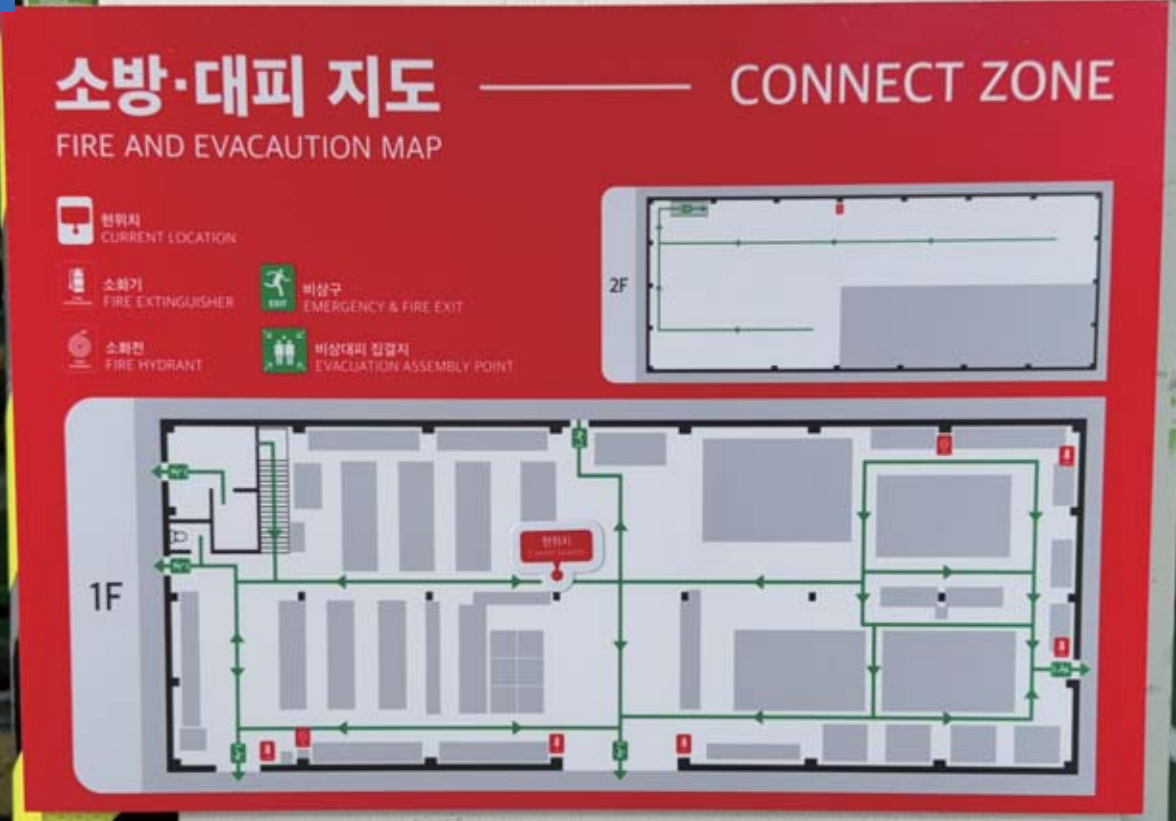 소방·대피 지도
CONNECT ZONE
FIRE AND EVACAUTION MAP
현위치
CURRENT LOCATION
소화기
FIRE EXTINGUISHER
비상구
EMERGENCY & FIRE EXIT
EXIT
소화전
FIRE HYDRANT
비상대피 집결지
EVACUATION ASSEMBLY POINT
2F
1F
현위치